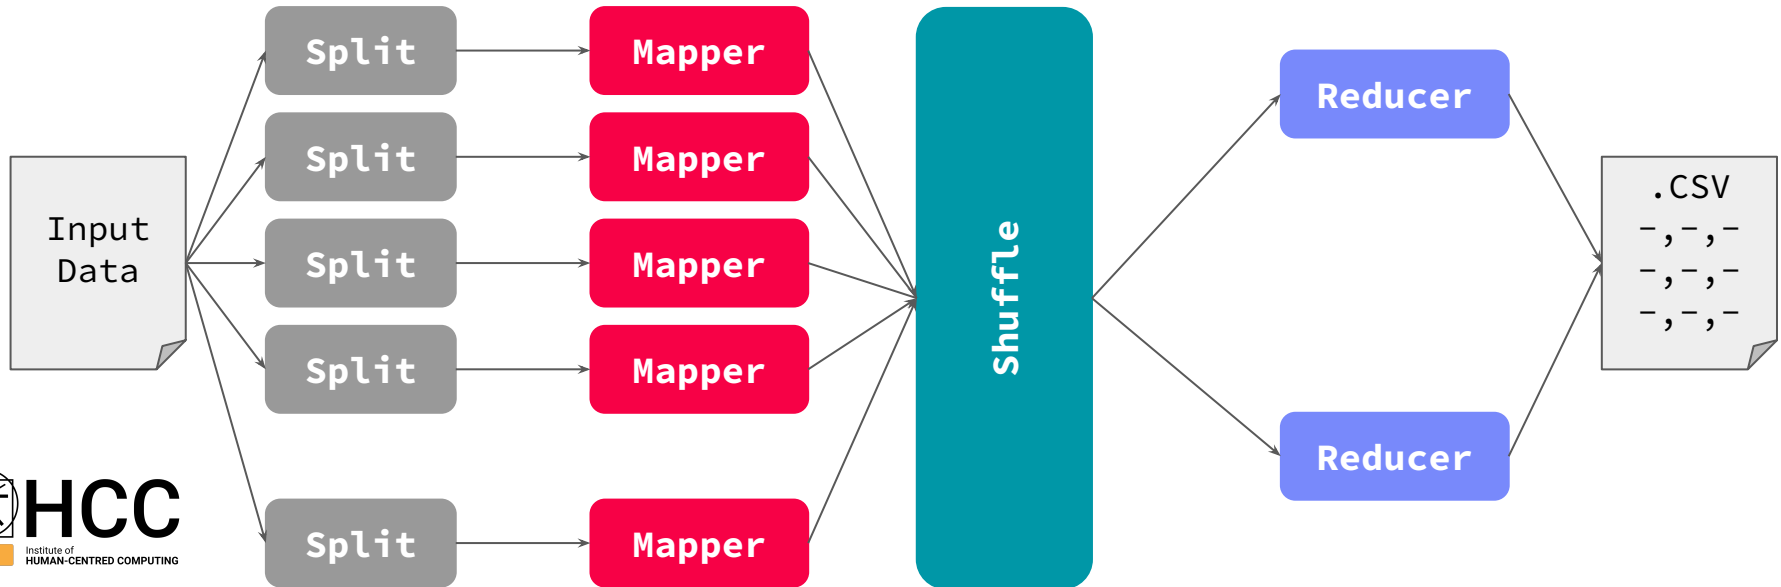 Split
Mapper
Split
Mapper
Split
Mapper
Split
Mapper
Split
Mapper
Input
Data
Shuffle
Reducer
Reducer
.CSV
-,-,-
-,-,-
-,-,-
HCC
Institute of
HUMAN-CENTRED COMPUTING